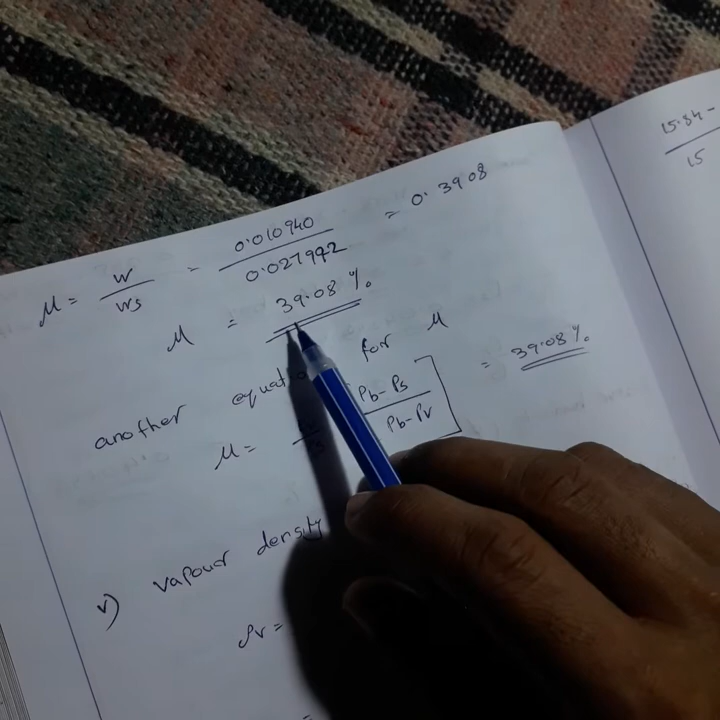 μ = w/ws = 0.010940/0.027992 = 0.3908
μ = 39.08 %.
another equati for μ
μ = [Pb-Ps/Pb-Pv] = 39.08 %.
v) vapour density
ρv =
15.84 -
15